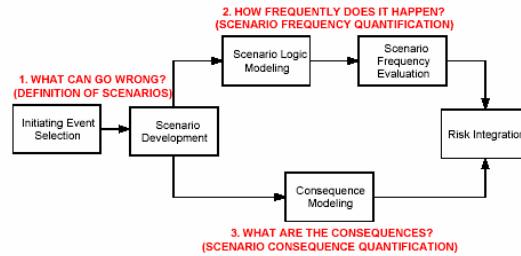 2. HOW FREQUENTLY DOES IT HAPPEN?
(SCENARIO FREQUENCY QUANTIFICATION)
Scenario Logic
Modeling
Scenario
Frequency
Evaluation
1. WHAT CAN GO WRONG?
(DEFINITION OF SCENARIOS)
Initiating Event
Selection
Scenario
Development
Risk Integration
Consequence
Modeling
3. WHAT ARE THE CONSEQUENCES?
(SCENARIO CONSEQUENCE QUANTIFICATION)